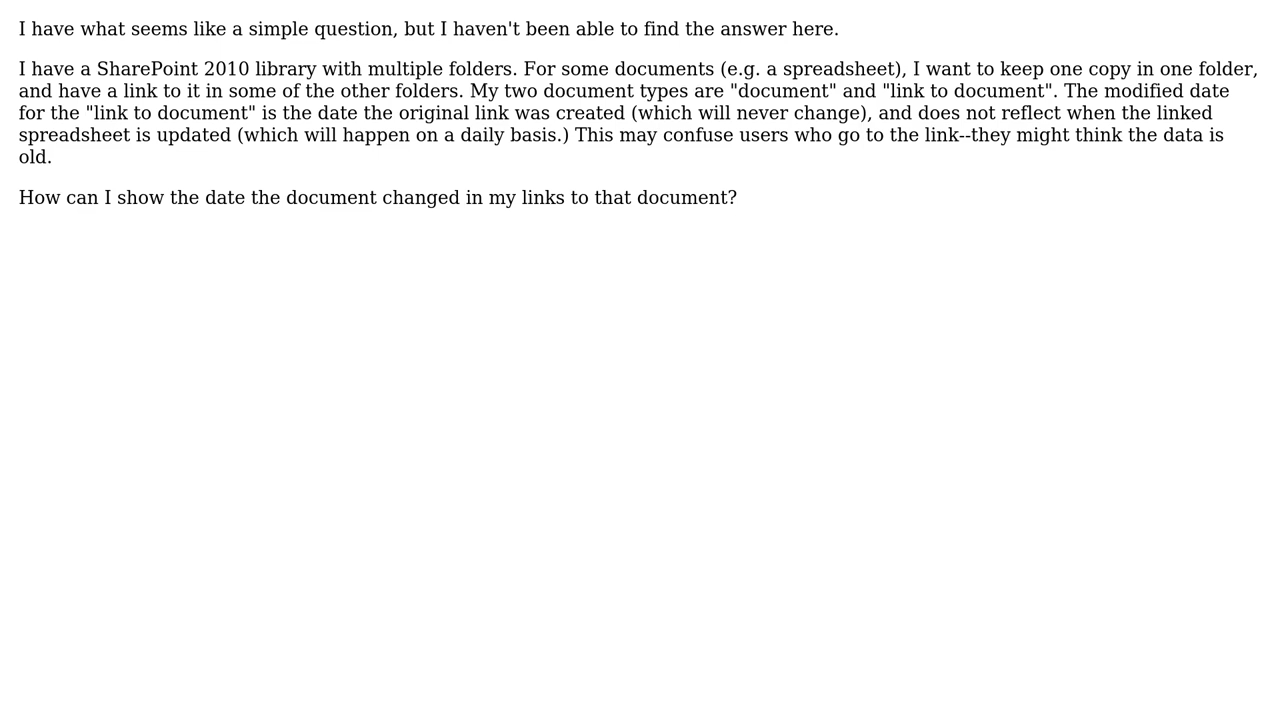 I have what seems like a simple question, but I haven't been able to find the answer here.
I have a SharePoint 2010 library with multiple folders. For some documents (e.g. a spreadsheet), I want to keep one copy in one folder,
and have a link to it in some of the other folders. My two document types are "document" and "link to document". The modified date
for the "link to document" is the date the original link was created (which will never change), and does not reflect when the linked
spreadsheet is updated (which will happen on a daily basis.) This may confuse users who go to the link--they might think the data is
old.
How can I show the date the document changed in my links to that document?